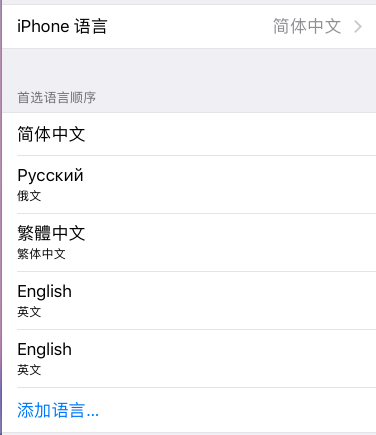 iPhone 语言 简体中文
首选语言顺序
简体中文
Русский
俄文
繁體中文
繁体中文
English
英文
English
英文
添加语言...